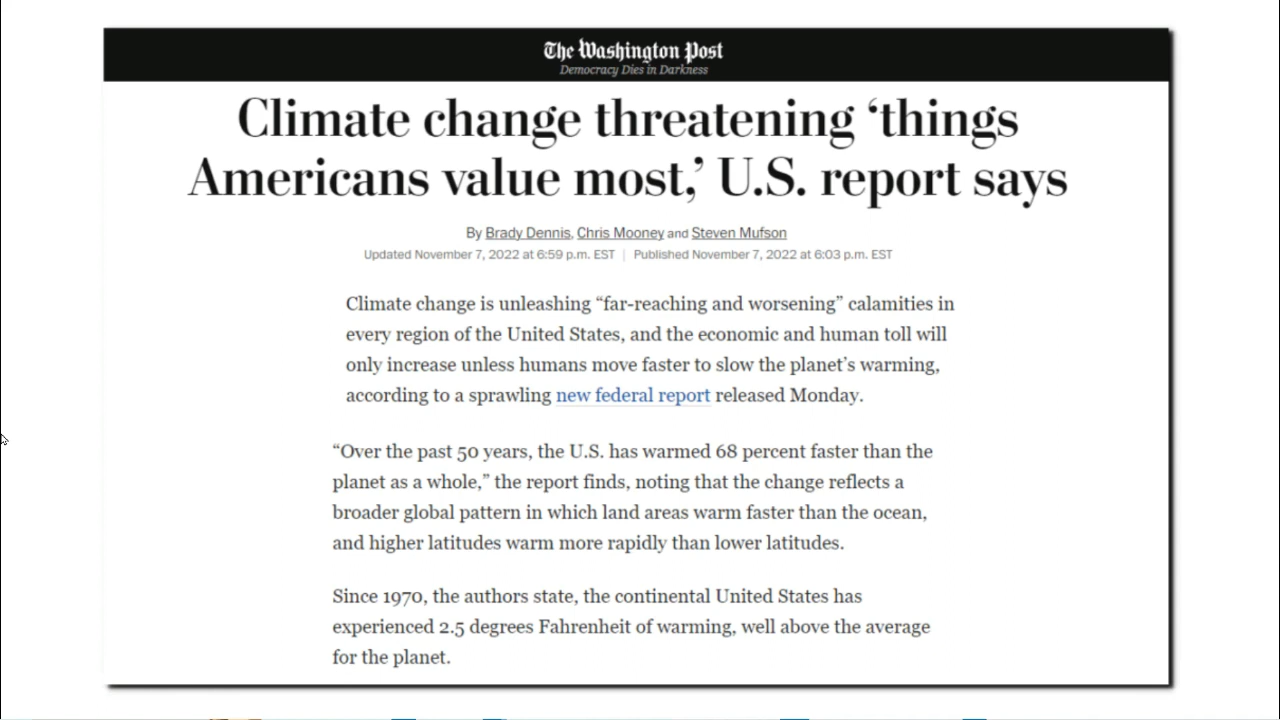 The Washington Post
Democracy Dies in Darkness
Climate change threatening ‘things
Americans value most,’ U.S. report says
By Brady Dennis, Chris Mooney and Steven Mufson
Updated November 7, 2022 at 6:59 p.m. EST | Published November 7, 2022 at 6:03 p.m. EST
Climate change is unleashing “far-reaching and worsening” calamities in
every region of the United States, and the economic and human toll will
only increase unless humans move faster to slow the planet’s warming,
according to a sprawling new federal report released Monday.
“Over the past 50 years, the U.S. has warmed 68 percent faster than the
planet as a whole,” the report finds, noting that the change reflects a
broader global pattern in which land areas warm faster than the ocean,
and higher latitudes warm more rapidly than lower latitudes.
Since 1970, the authors state, the continental United States has
experienced 2.5 degrees Fahrenheit of warming, well above the average
for the planet.